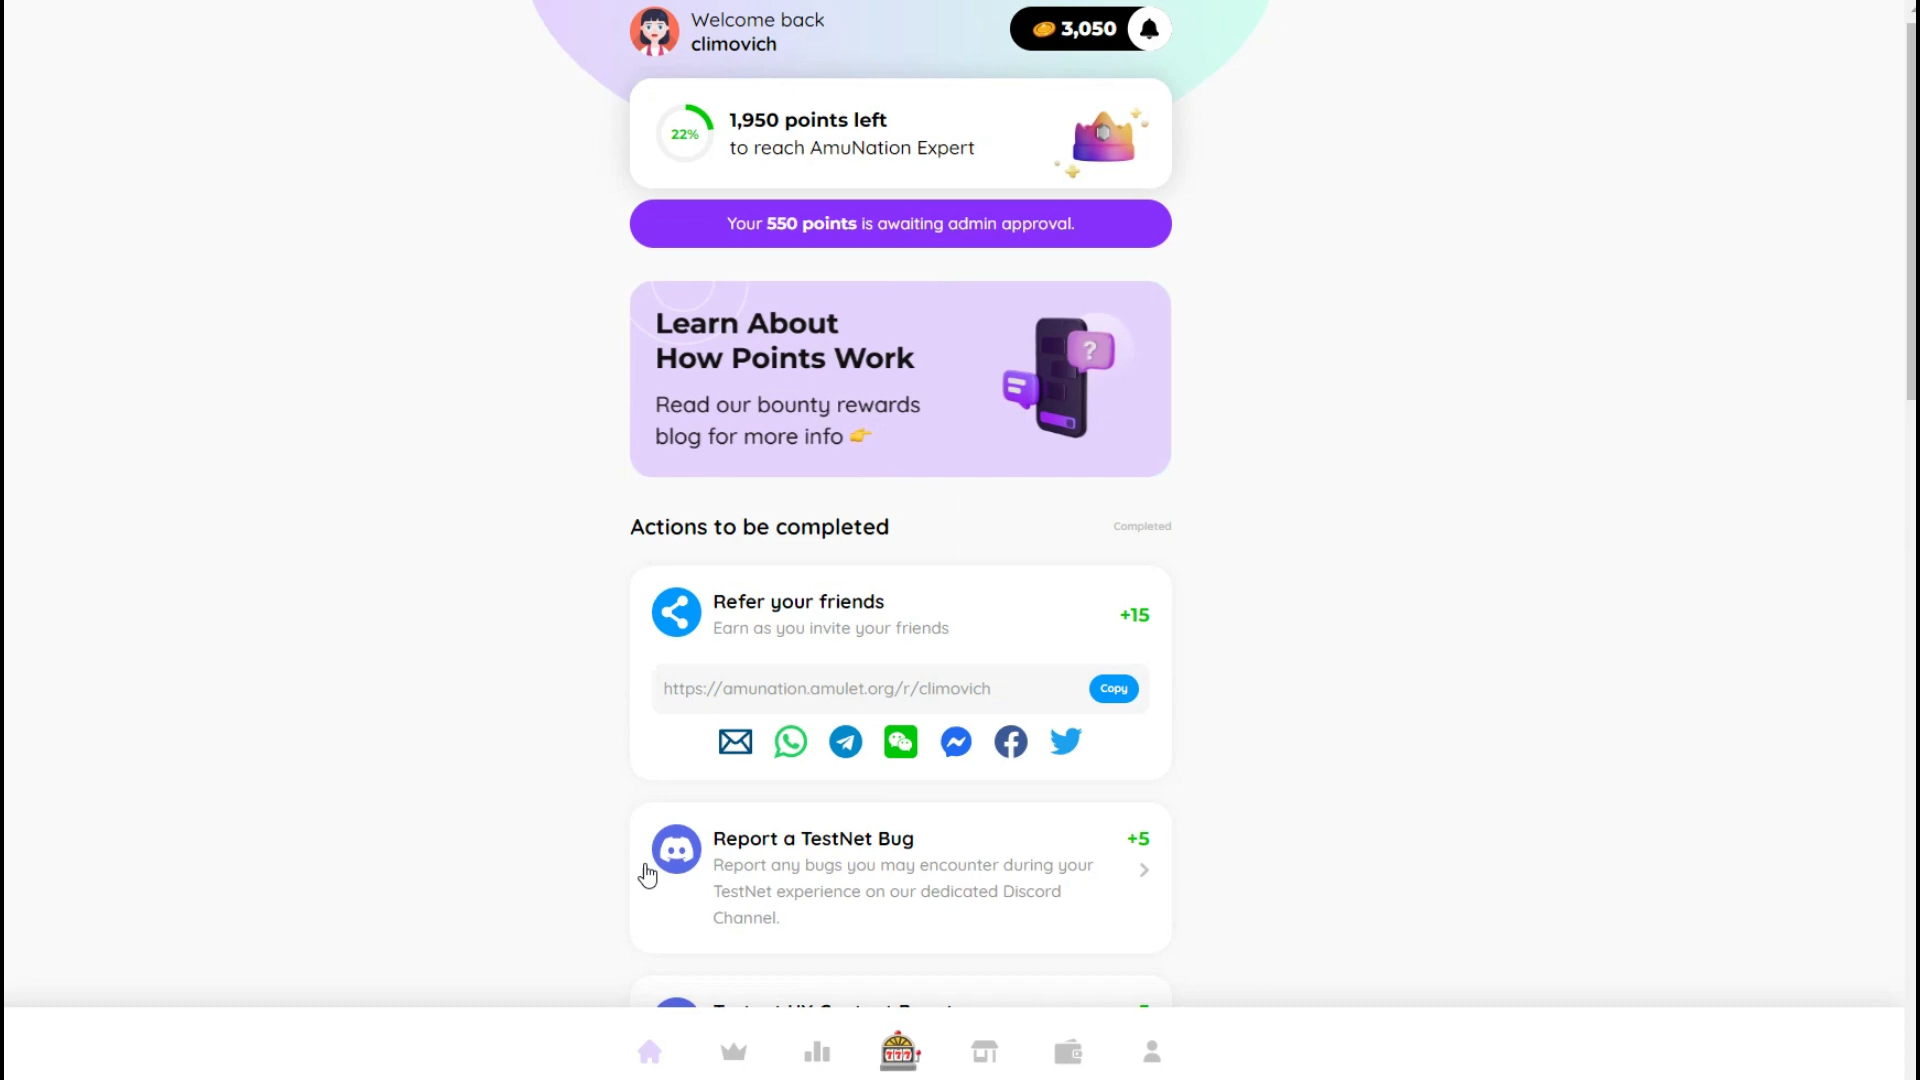 Welcome back
climovich
3,050
22%
1,950 points left
to reach AmuNation Expert
Your 550 points is awaiting admin approval.
Learn About
How Points Work
Read our bounty rewards
blog for more info 👉
?
Actions to be completed
Completed
Refer your friends
Earn as you invite your friends
+15
https://amunation.amulet.org/r/climovich
Copy
Report a TestNet Bug
+5
Report any bugs you may encounter during your
TestNet experience on our dedicated Discord
Channel.
777